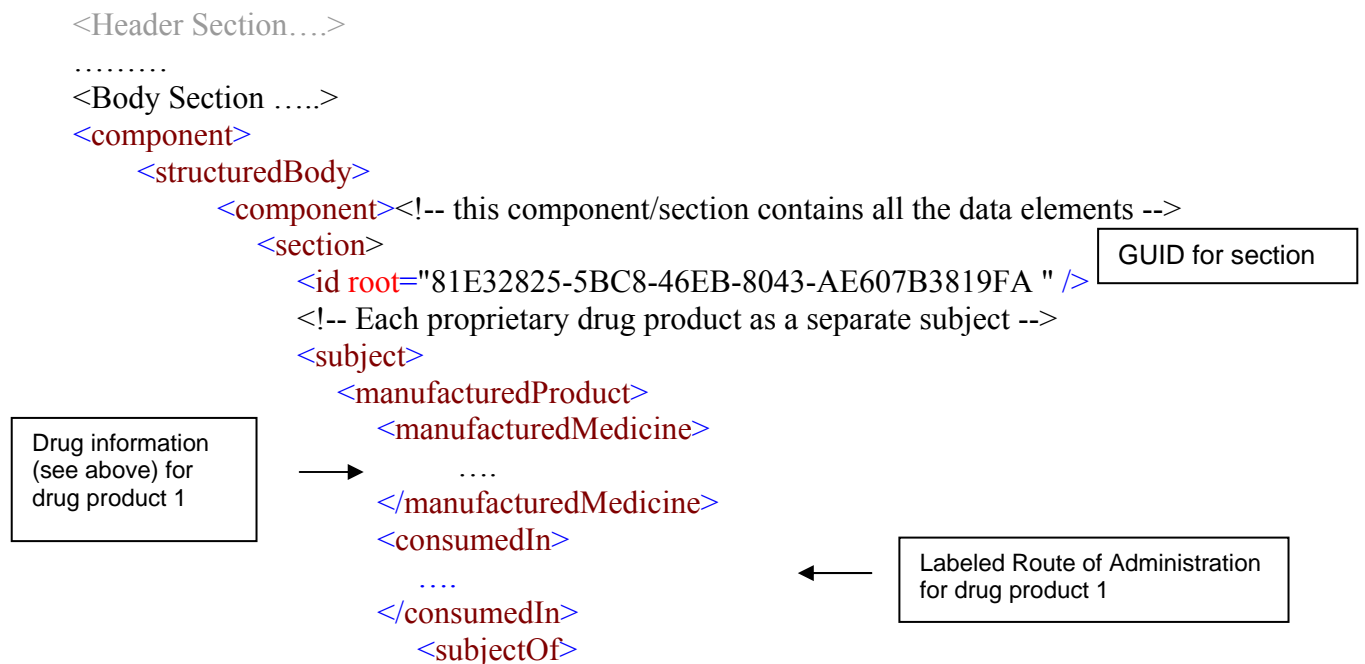 <Header Section….>
………
<Body Section …..>
<component>
<structuredBody>
<component><!-- this component/section contains all the data elements -->
<section>
GUID for section
<id root="81E32825-5BC8-46EB-8043-AE607B3819FA " />
<!-- Each proprietary drug product as a separate subject -->
<subject>
<manufacturedProduct>
<manufacturedMedicine>
Drug information
(see above) for
drug product 1
….
</manufacturedMedicine>
<consumedIn>
Labeled Route of Administration
for drug product 1
….
</consumedIn>
<subjectOf>